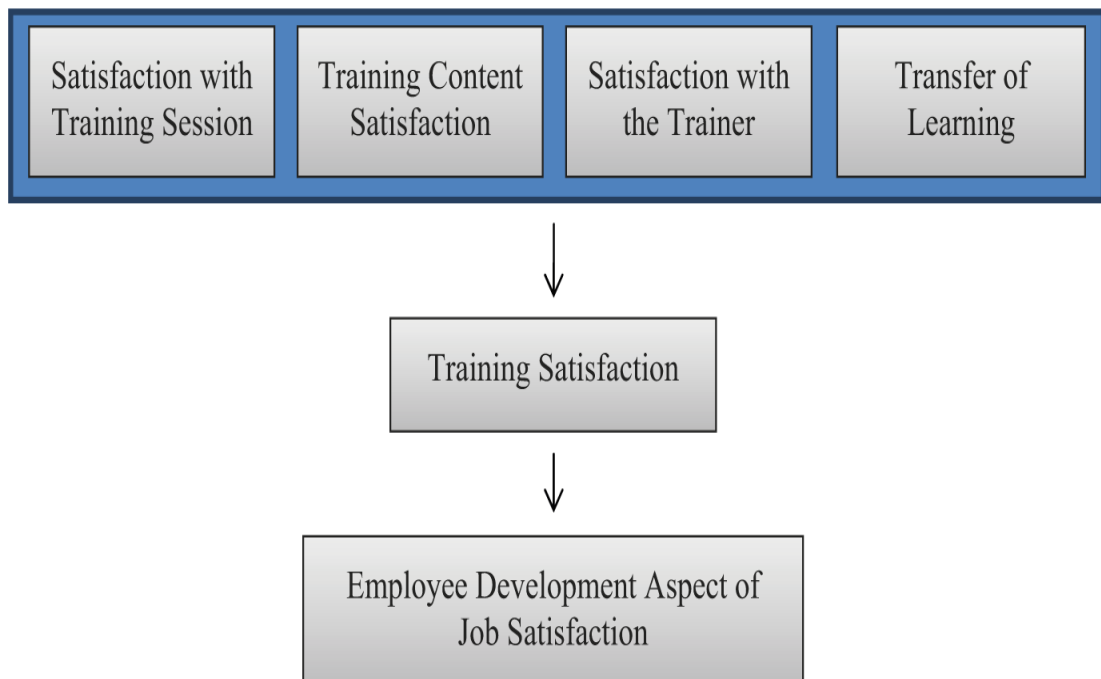 Satisfaction with
Training Session
Training Content
Satisfaction
Satisfaction with
the Trainer
Transfer of
Learning
Training Satisfaction
Employee Development Aspect of
Job Satisfaction